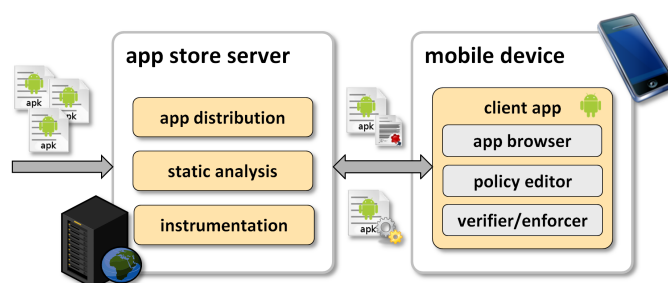 app store server
mobile device
apk
apk
apk
app distribution
static analysis
instrumentation
apk
apk
client app
app browser
policy editor
verifier/enforcer